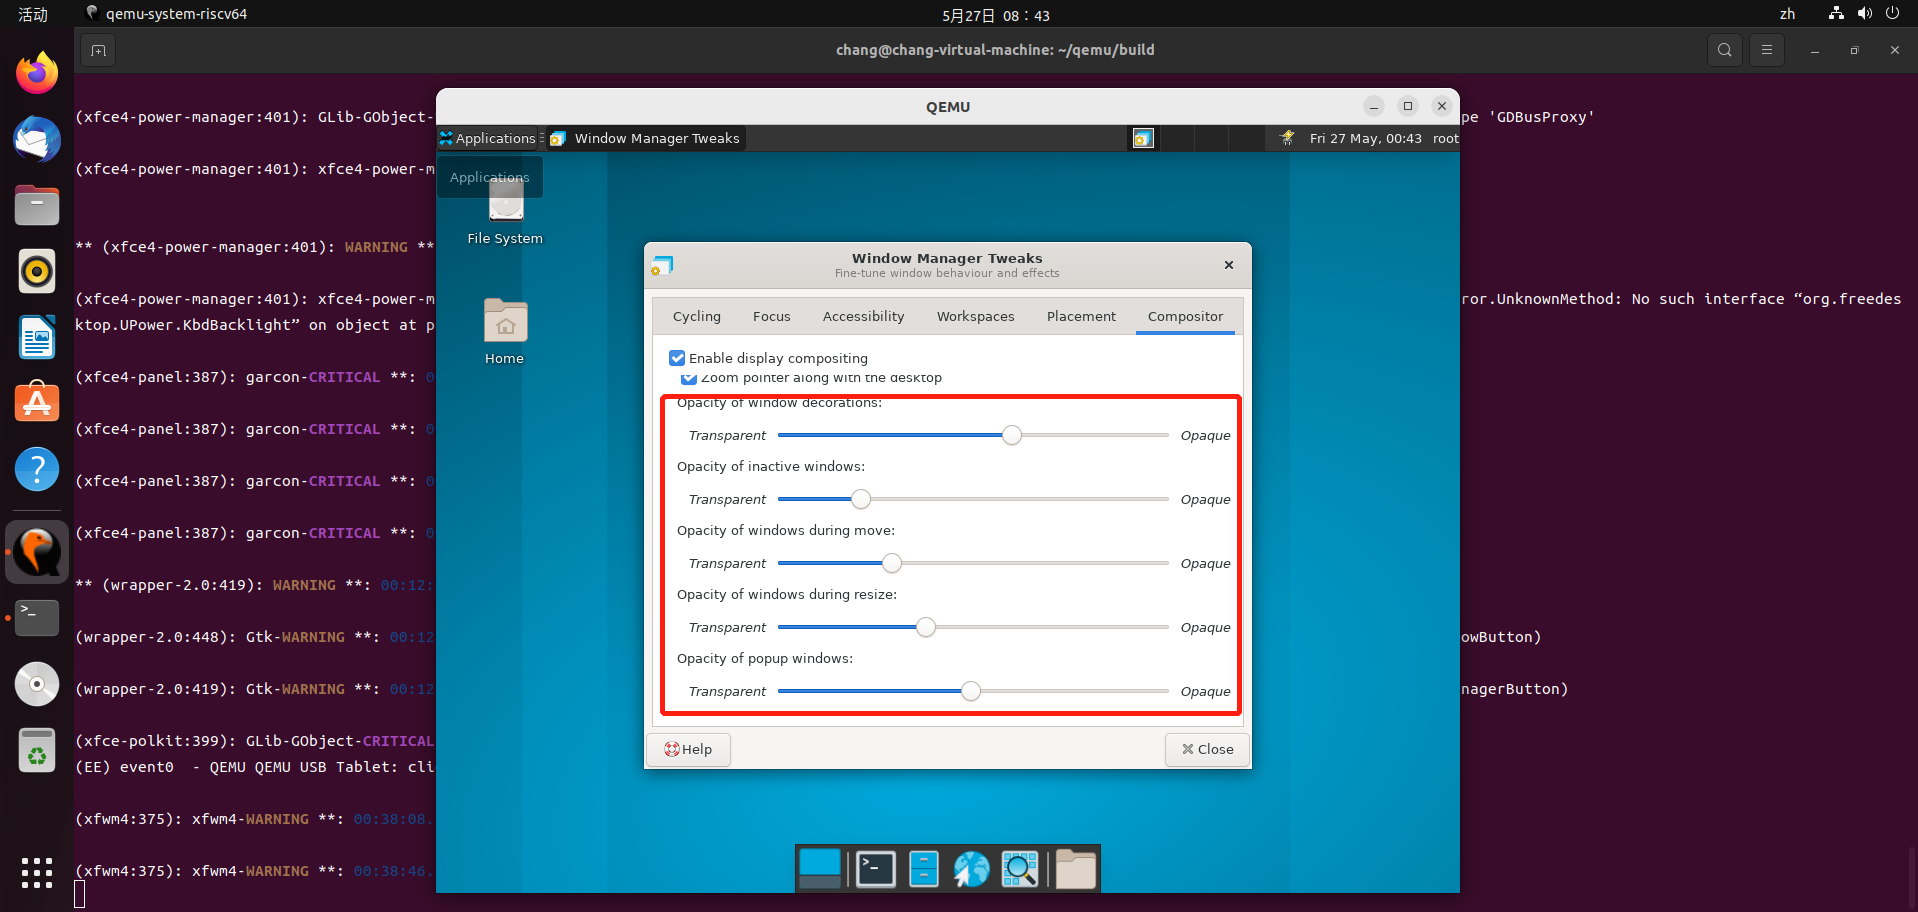 活动 qemu-system-riscv64 5月27日 08：43 zh
chang@chang-virtual-machine: ~/qemu/build
QEMU
Applications Window Manager Tweaks Fri 27 May, 00:43 root
Applications
File System
Home
Window Manager Tweaks
Fine-tune window behaviour and effects
Cycling Focus Accessibility Workspaces Placement Compositor
Enable display compositing
Zoom pointer along with the desktop
Opacity of window decorations:
Transparent Opaque
Opacity of inactive windows:
Transparent Opaque
Opacity of windows during move:
Transparent Opaque
Opacity of windows during resize:
Transparent Opaque
Opacity of popup windows:
Transparent Opaque
Help Close
(xfce4-power-manager:401): GLib-GObject- pe 'GDBusProxy'
(xfce4-power-manager:401): xfce4-power-m
** (xfce4-power-manager:401): WARNING **
(xfce4-power-manager:401): xfce4-power-m ror.UnknownMethod: No such interface “org.freedes
ktop.UPower.KbdBacklight” on object at p
(xfce4-panel:387): garcon-CRITICAL **: 0
(xfce4-panel:387): garcon-CRITICAL **: 0
(xfce4-panel:387): garcon-CRITICAL **: 0
(xfce4-panel:387): garcon-CRITICAL **: 0
** (wrapper-2.0:419): WARNING **: 00:12:
(wrapper-2.0:448): Gtk-WARNING **: 00:12 owButton)
(wrapper-2.0:419): Gtk-WARNING **: 00:12 nagerButton)
(xfce-polkit:399): GLib-GObject-CRITICAL
(EE) event0  - QEMU QEMU USB Tablet: cli
(xfwm4:375): xfwm4-WARNING **: 00:38:08.
(xfwm4:375): xfwm4-WARNING **: 00:38:46.